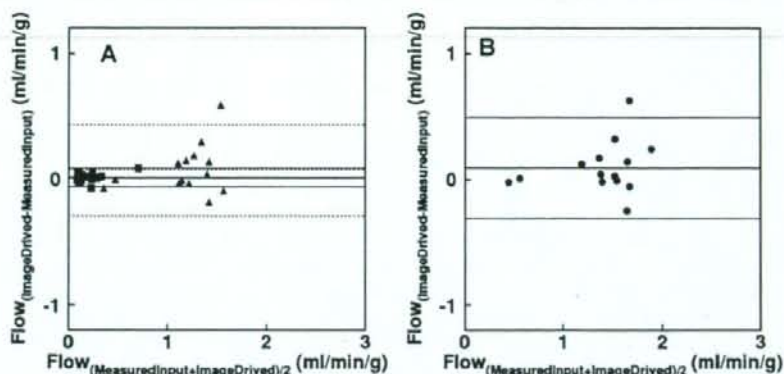 A
B
Flow(ImageDrived-MeasuredInput) (ml/min/g)
1
0
-1
0 1 2 3
Flow(MeasuredInput+ImageDrived)/2 (ml/min/g)
Flow(ImageDrived-MeasuredInput) (ml/min/g)
1
0
-1
0 1 2 3
Flow(MeasuredInput+ImageDrived)/2 (ml/min/g)